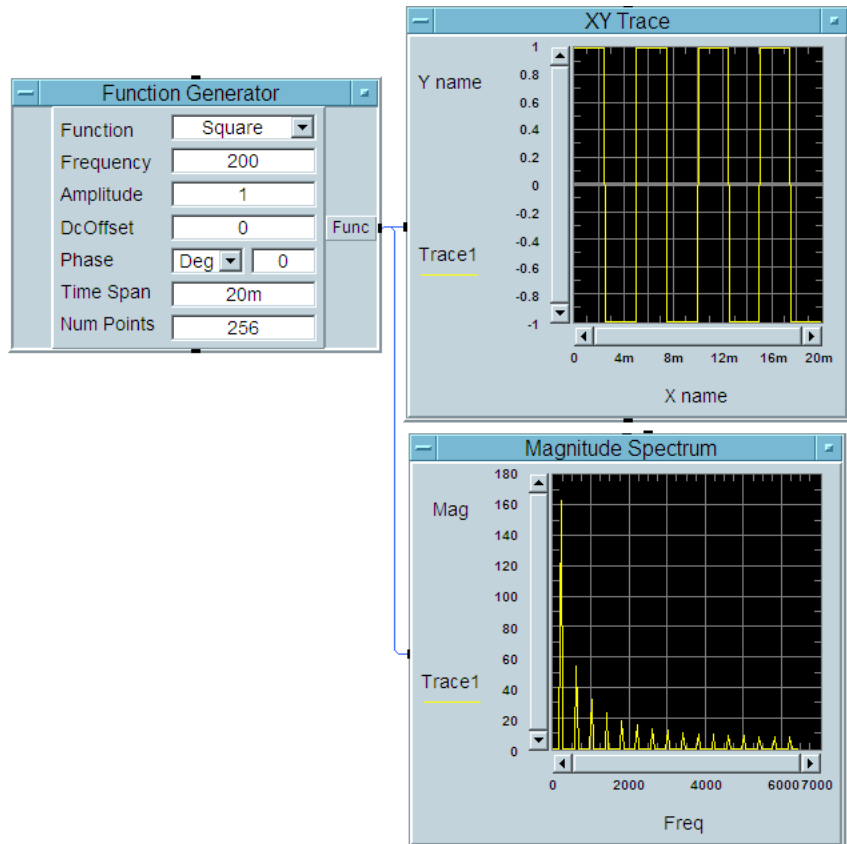 XY Trace
Y name
1
0.8
0.6
0.4
0.2
0
-0.2
-0.4
-0.6
-0.8
-1
Trace1
0 4m 8m 12m 16m 20m
X name
Function Generator
Function Square
Frequency 200
Amplitude 1
DcOffset 0
Phase Deg 0
Time Span 20m
Num Points 256
Func
Magnitude Spectrum
Mag
180
160
140
120
100
80
60
40
20
0
Trace1
0 2000 4000 6000 7000
Freq